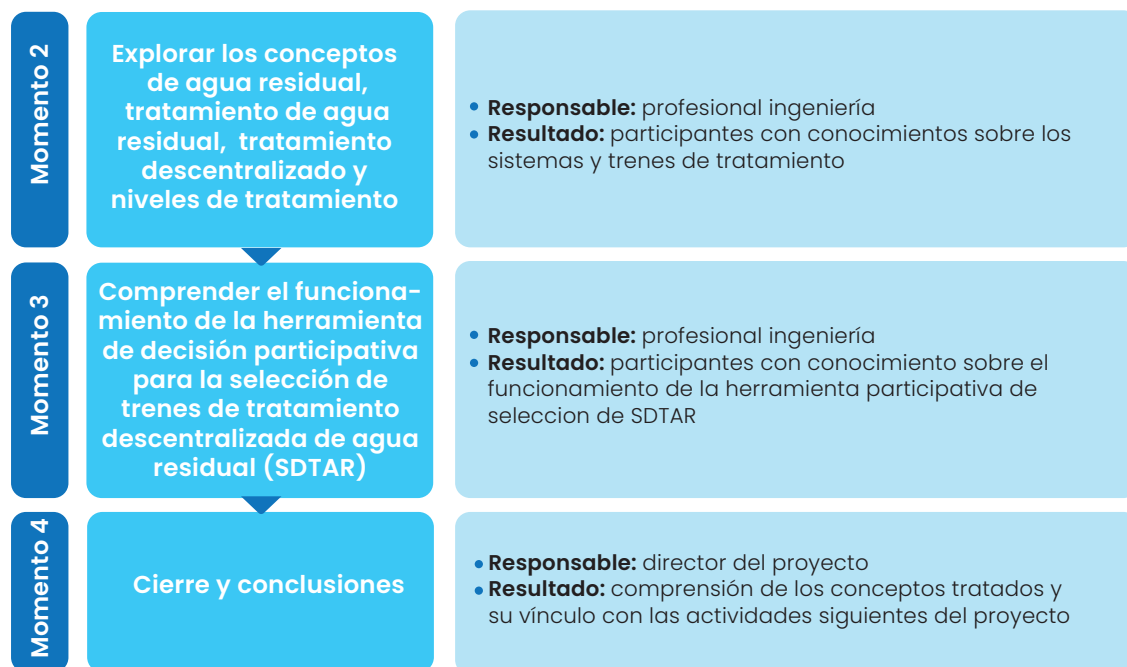 Momento 2
Explorar los conceptos
de agua residual,
tratamiento de agua
residual, tratamiento
descentralizado y
niveles de tratamiento
• Responsable: profesional ingeniería
• Resultado: participantes con conocimientos sobre los
sistemas y trenes de tratamiento
Momento 3
Comprender el funciona-
miento de la herramienta
de decisión participativa
para la selección de
trenes de tratamiento
descentralizada de agua
residual (SDTAR)
• Responsable: profesional ingeniería
• Resultado: participantes con conocimiento sobre el
funcionamiento de la herramienta participativa de
seleccion de SDTAR
Momento 4
Cierre y conclusiones
• Responsable: director del proyecto
• Resultado: comprensión de los conceptos tratados y
su vínculo con las actividades siguientes del proyecto